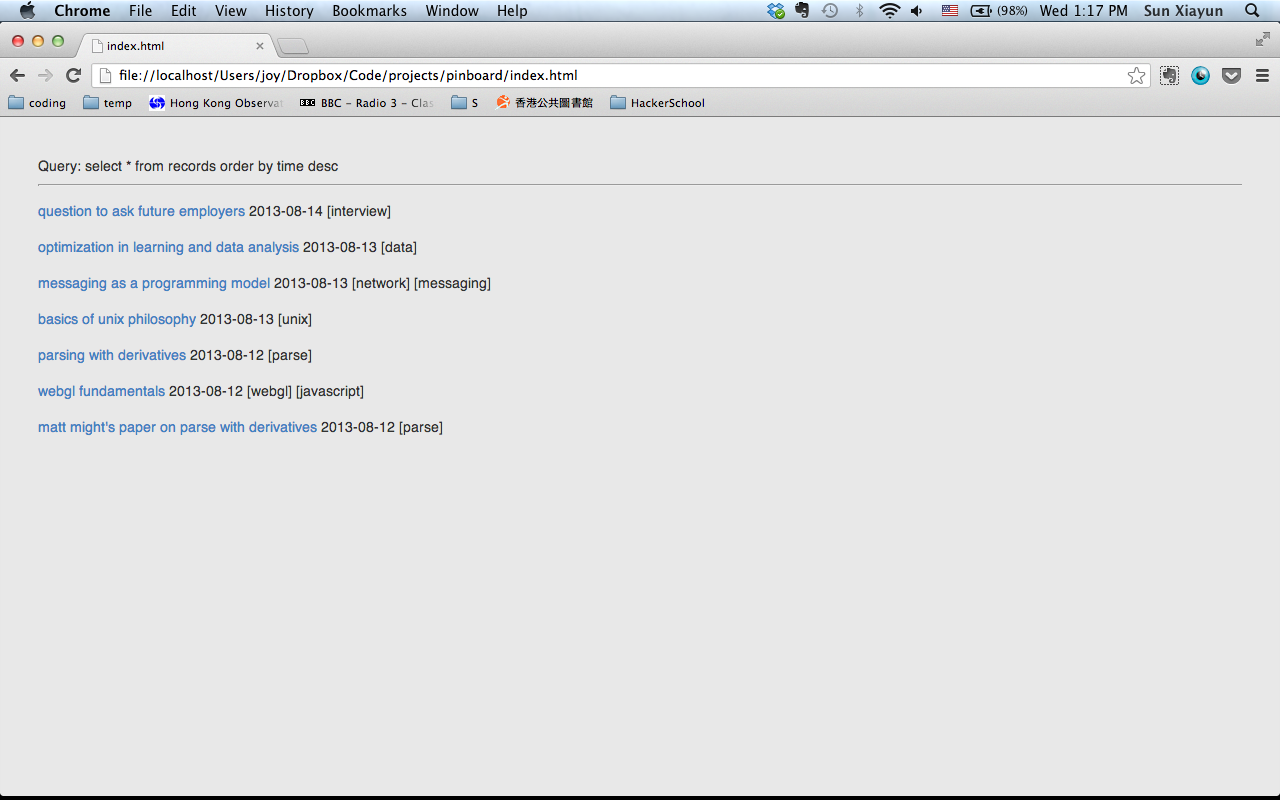 Chrome File Edit View History Bookmarks Window Help (98%) Wed 1:17 PM Sun Xiayun
index.html
file://localhost/Users/joy/Dropbox/Code/projects/pinboard/index.html
coding temp Hong Kong Observat BBC BBC – Radio 3 – Clas S 香港公共圖書館 HackerSchool
Query: select * from records order by time desc
question to ask future employers 2013-08-14 [interview]
optimization in learning and data analysis 2013-08-13 [data]
messaging as a programming model 2013-08-13 [network] [messaging]
basics of unix philosophy 2013-08-13 [unix]
parsing with derivatives 2013-08-12 [parse]
webgl fundamentals 2013-08-12 [webgl] [javascript]
matt might's paper on parse with derivatives 2013-08-12 [parse]